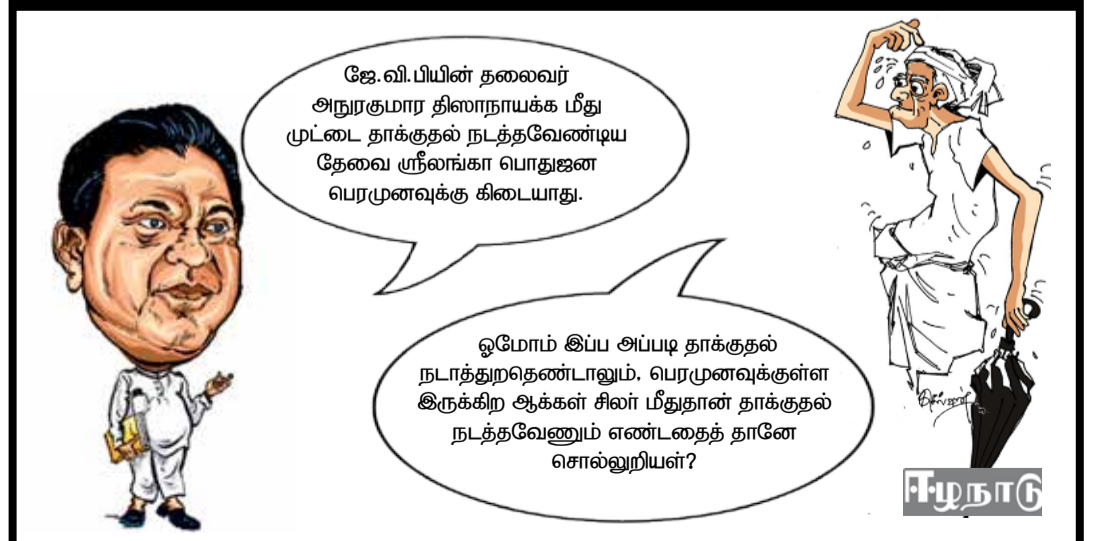 ஜே.வி.பியின் தலைவர்
அநுரகுமார திஸாநாயக்க மீது
முட்டை தாக்குதல் நடத்தவேண்டிய
தேவை ஸ்ரீலங்கா பொதுஜன
பெரமுனவுக்கு கிடையாது.
ஓமோம் இப்ப அப்படி தாக்குதல்
நடாத்துறதெண்டாலும், பெரமுனவுக்குள்ள
இருக்கிற ஆக்கள் சிலர் மீதுதான் தாக்குதல்
நடத்தவேணும் எண்டதைத் தானே
சொல்லுறியள்?
ஈழநாடு